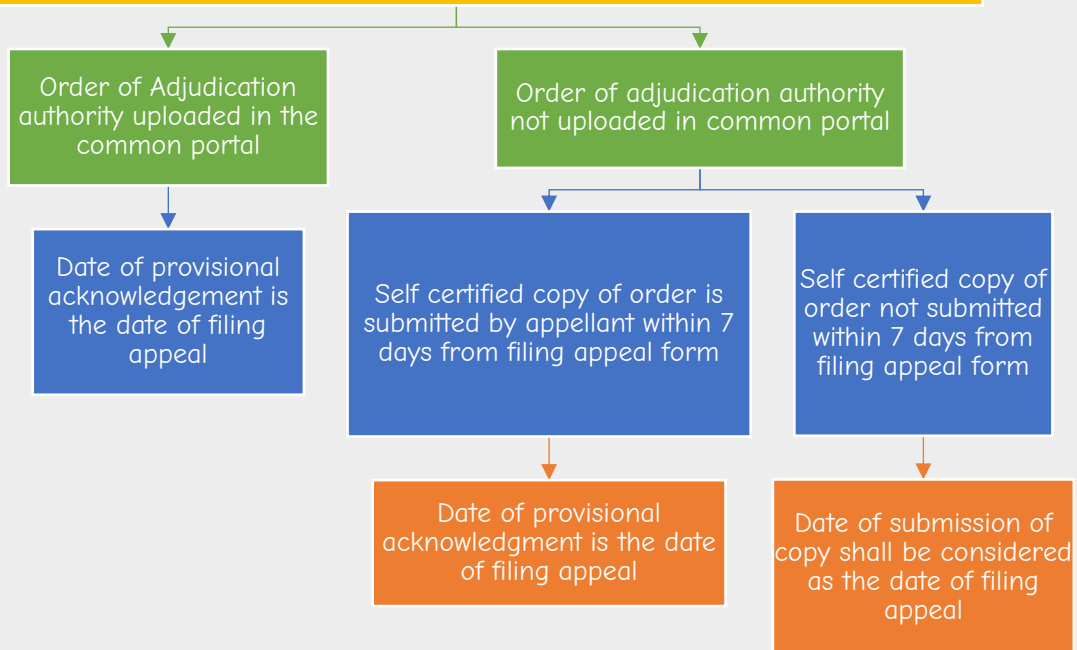 Order of Adjudication
authority uploaded in the
common portal
Order of adjudication authority
not uploaded in common portal
Date of provisional
acknowledgement is
the date of filing
appeal
Self certified copy of order is
submitted by appellant within 7
days from filing appeal form
Self certified copy of
order not submitted
within 7 days from
filing appeal form
Date of provisional
acknowledgment is the date
of filing appeal
Date of submission of
copy shall be considered
as the date of filing
appeal